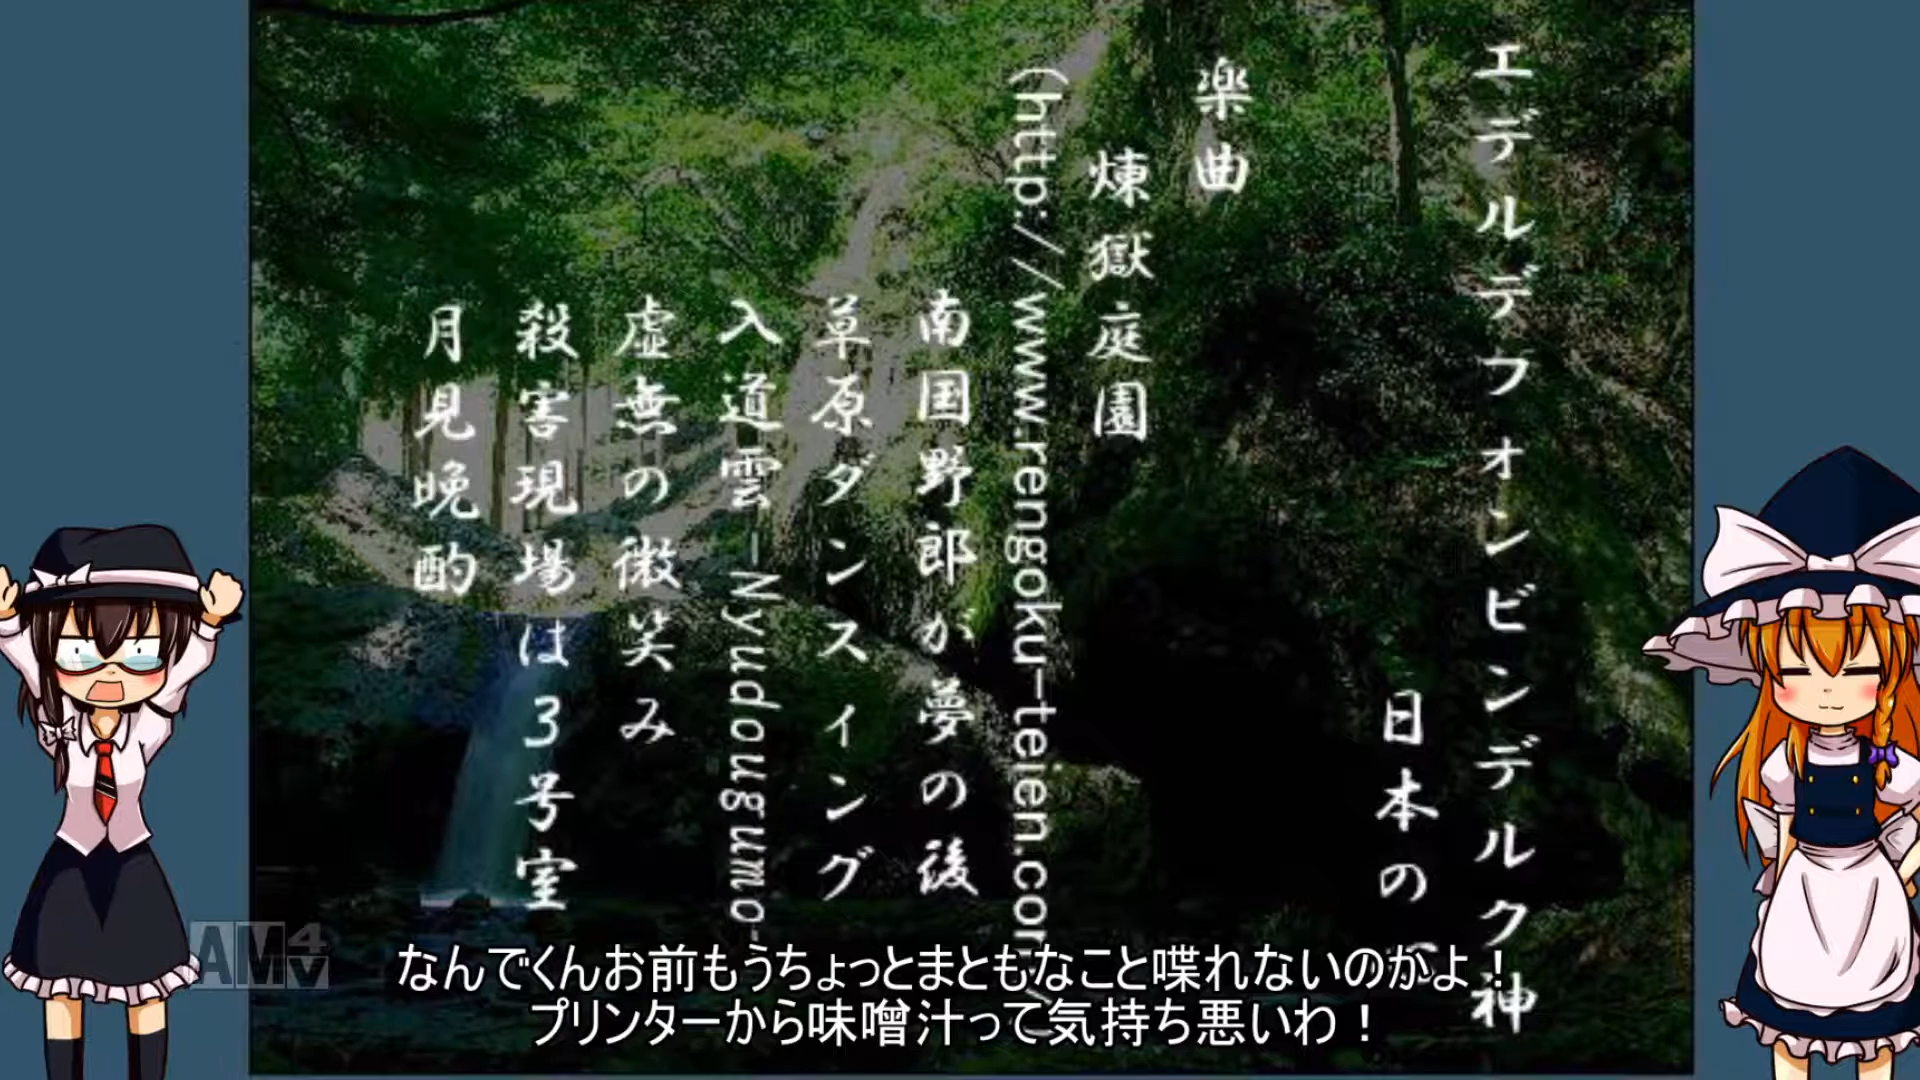 エデルデフォンビンデルク神
日本の
楽曲
煉獄庭園
(http://www.rengoku-teien.com
南国野郎が夢の後
草原ダンスィング
入道雲 -Nyudougumo-
虚無の微笑み
殺害現場は3号室
月見晩酌
AM4V
なんでくんお前もうちょっとまともなこと喋れないのかよ!
プリンターから味噌汁って気持ち悪いわ!